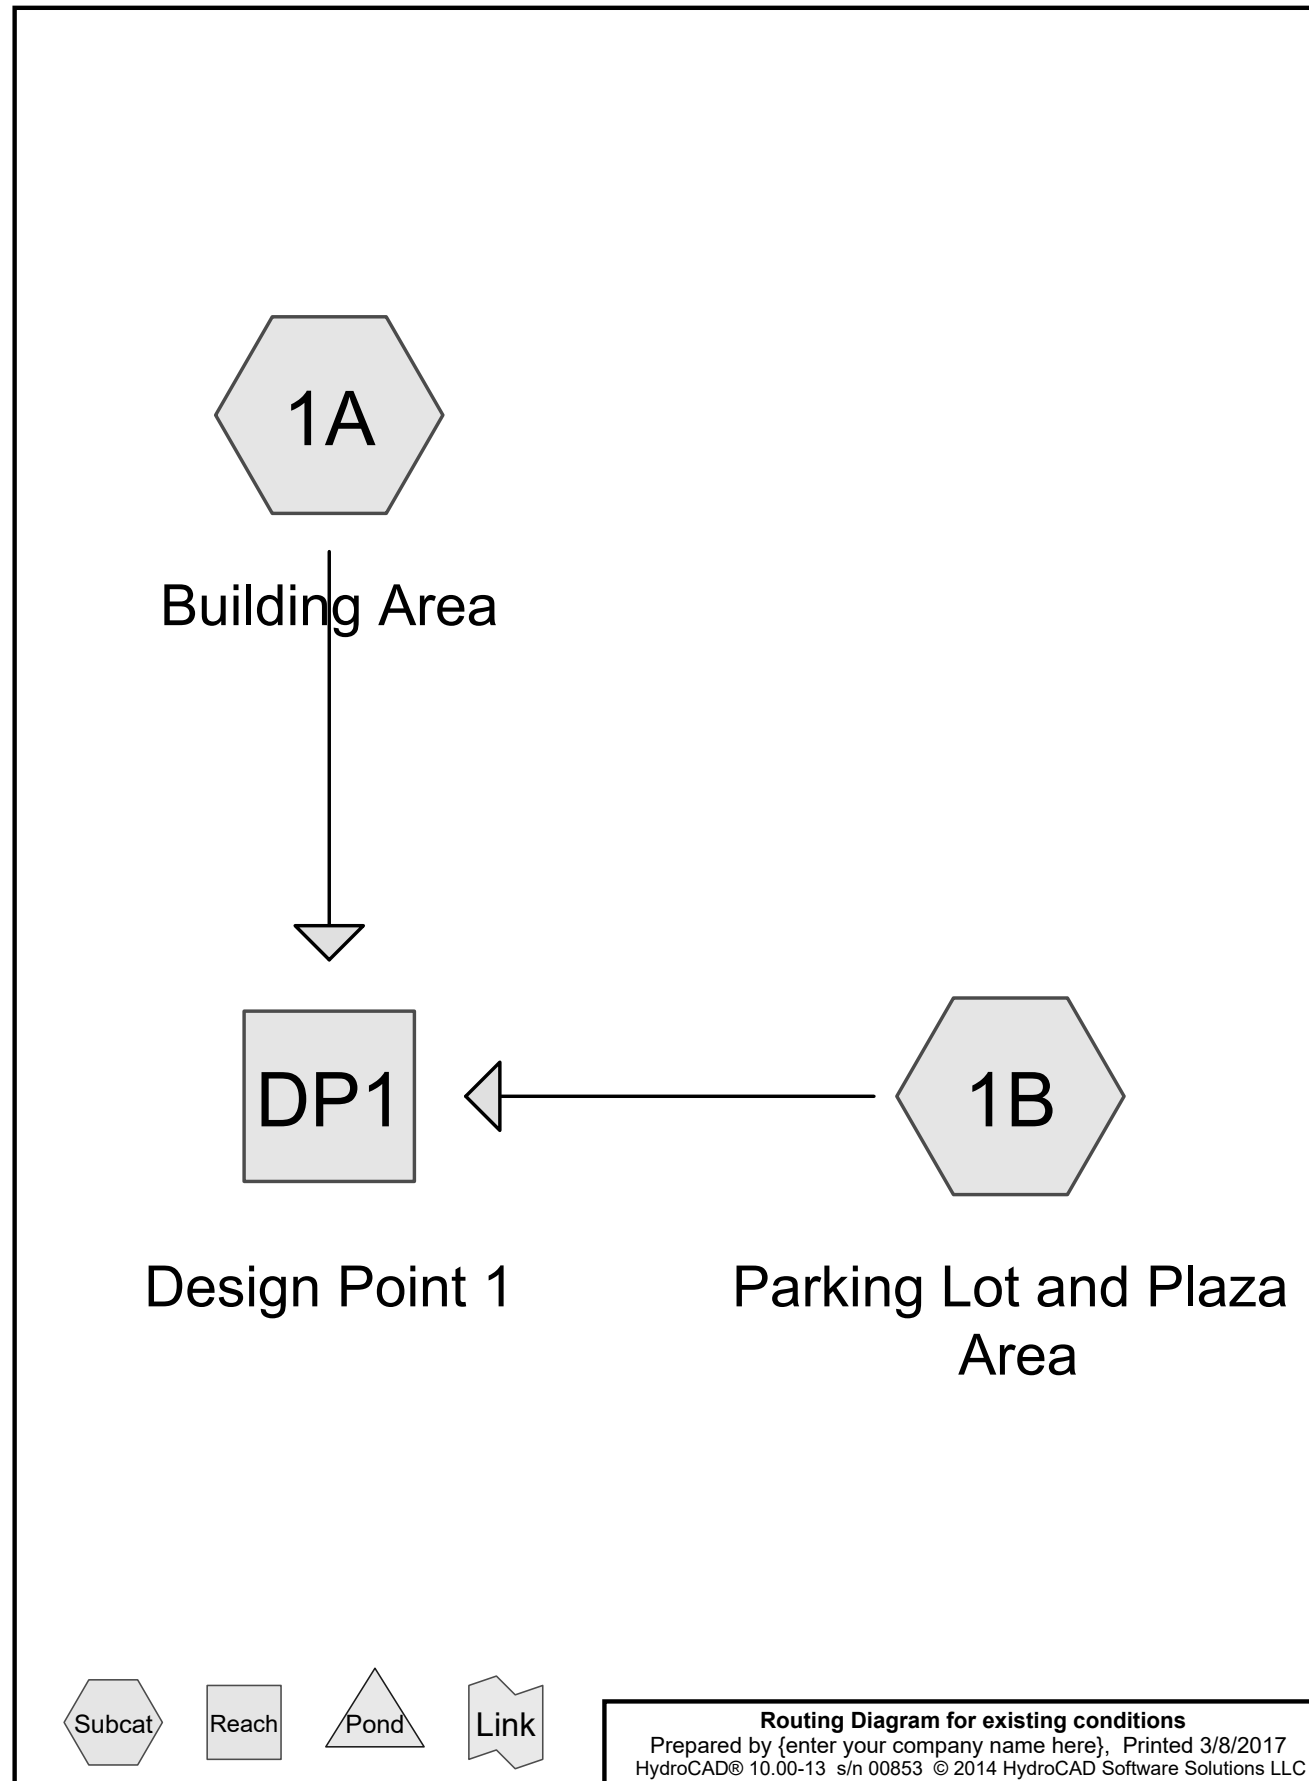 1A
Building Area
DP1
1B
Design Point 1
Parking Lot and Plaza
Area
Subcat
Reach
Pond
Link
Routing Diagram for existing conditions
Prepared by {enter your company name here}, Printed 3/8/2017
HydroCAD® 10.00-13 s/n 00853 © 2014 HydroCAD Software Solutions LLC